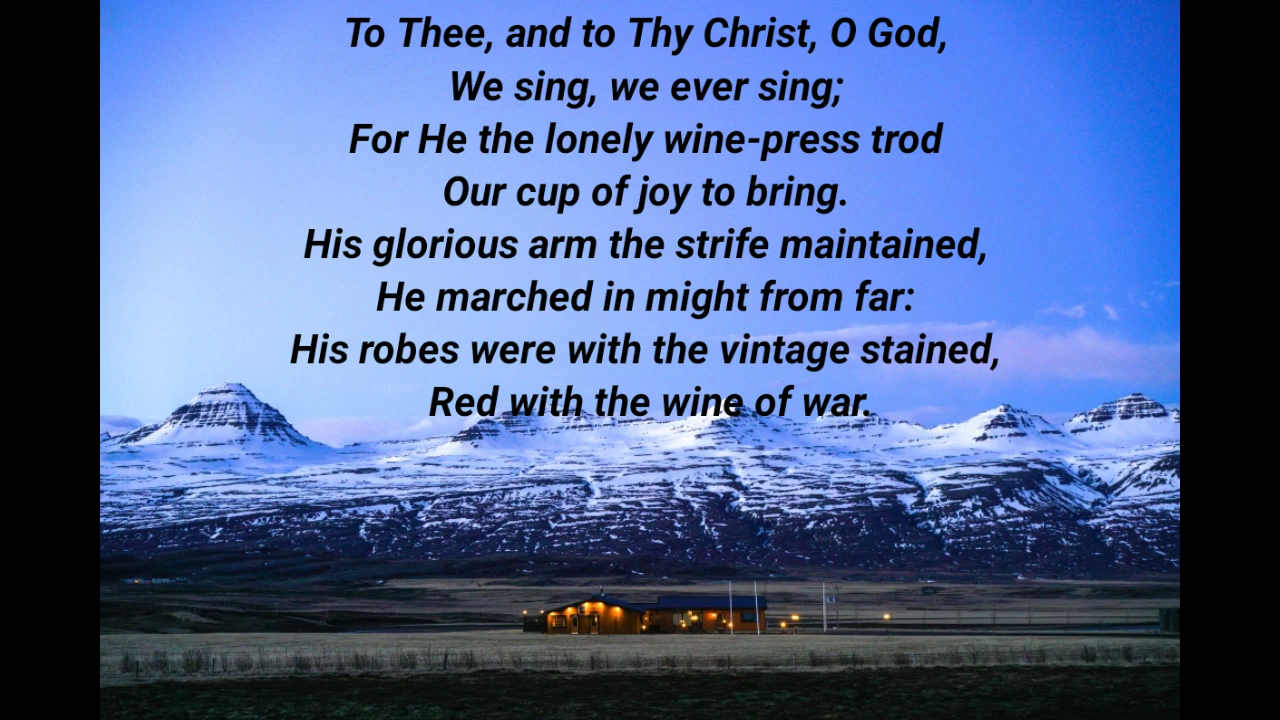 To Thee, and to Thy Christ, O God,
We sing, we ever sing;
For He the lonely wine-press trod
Our cup of joy to bring.
His glorious arm the strife maintained,
He marched in might from far:
His robes were with the vintage stained,
Red with the wine of war.